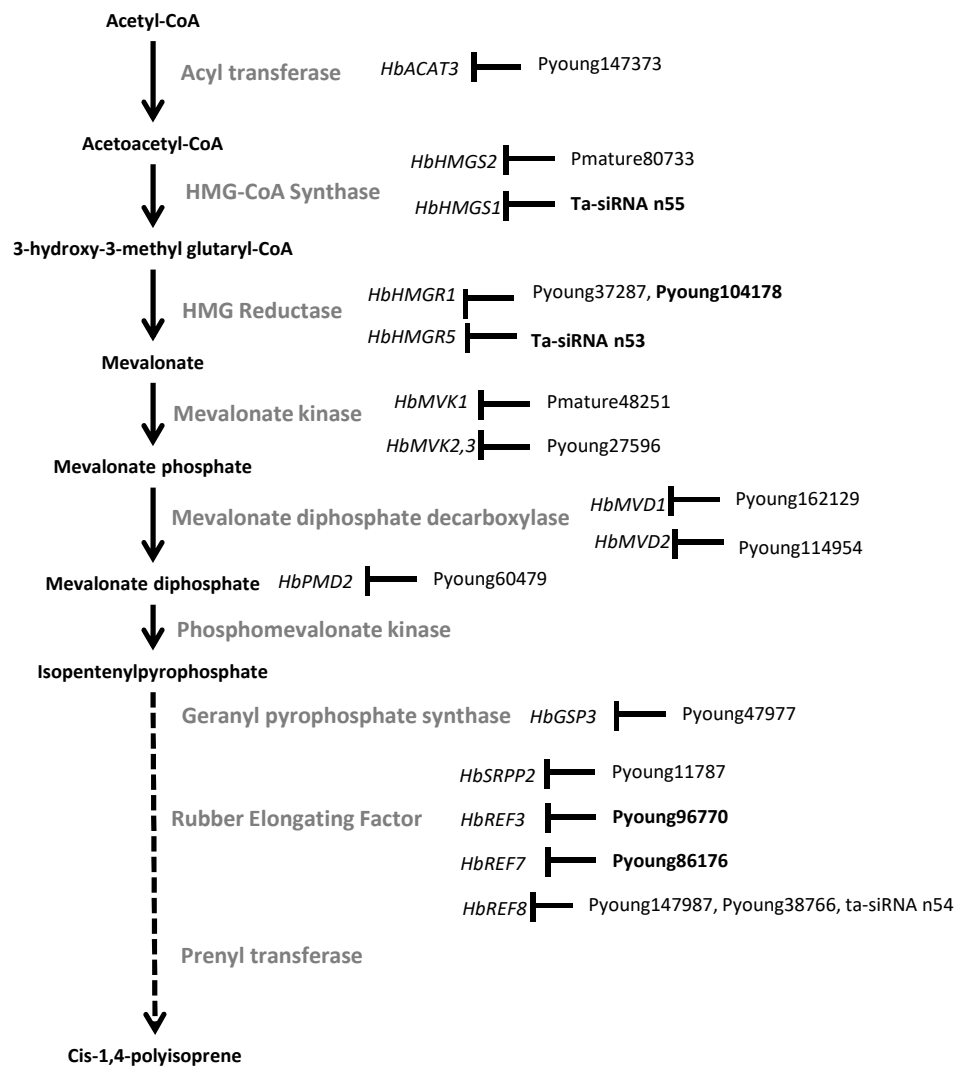 Acetyl-CoA
Acyl transferase HbACAT3 Pyoung147373
Acetoacetyl-CoA
HbHMGS2 Pmature80733
HMG-CoA Synthase
HbHMGS1 Ta-siRNA n55
3-hydroxy-3-methyl glutaryl-CoA
HbHMGR1 Pyoung37287, Pyoung104178
HMG Reductase
HbHMGR5 Ta-siRNA n53
Mevalonate
HbMVK1 Pmature48251
Mevalonate kinase
HbMVK2,3 Pyoung27596
Mevalonate phosphate
HbMVD1 Pyoung162129
Mevalonate diphosphate decarboxylase
HbMVD2 Pyoung114954
Mevalonate diphosphate HbPMD2 Pyoung60479
Phosphomevalonate kinase
Isopentenylpyrophosphate
Geranyl pyrophosphate synthase HbGSP3 Pyoung47977
HbSRPP2 Pyoung11787
Rubber Elongating Factor HbREF3 Pyoung96770
HbREF7 Pyoung86176
HbREF8 Pyoung147987, Pyoung38766, ta-siRNA n54
Prenyl transferase
Cis-1,4-polyisoprene